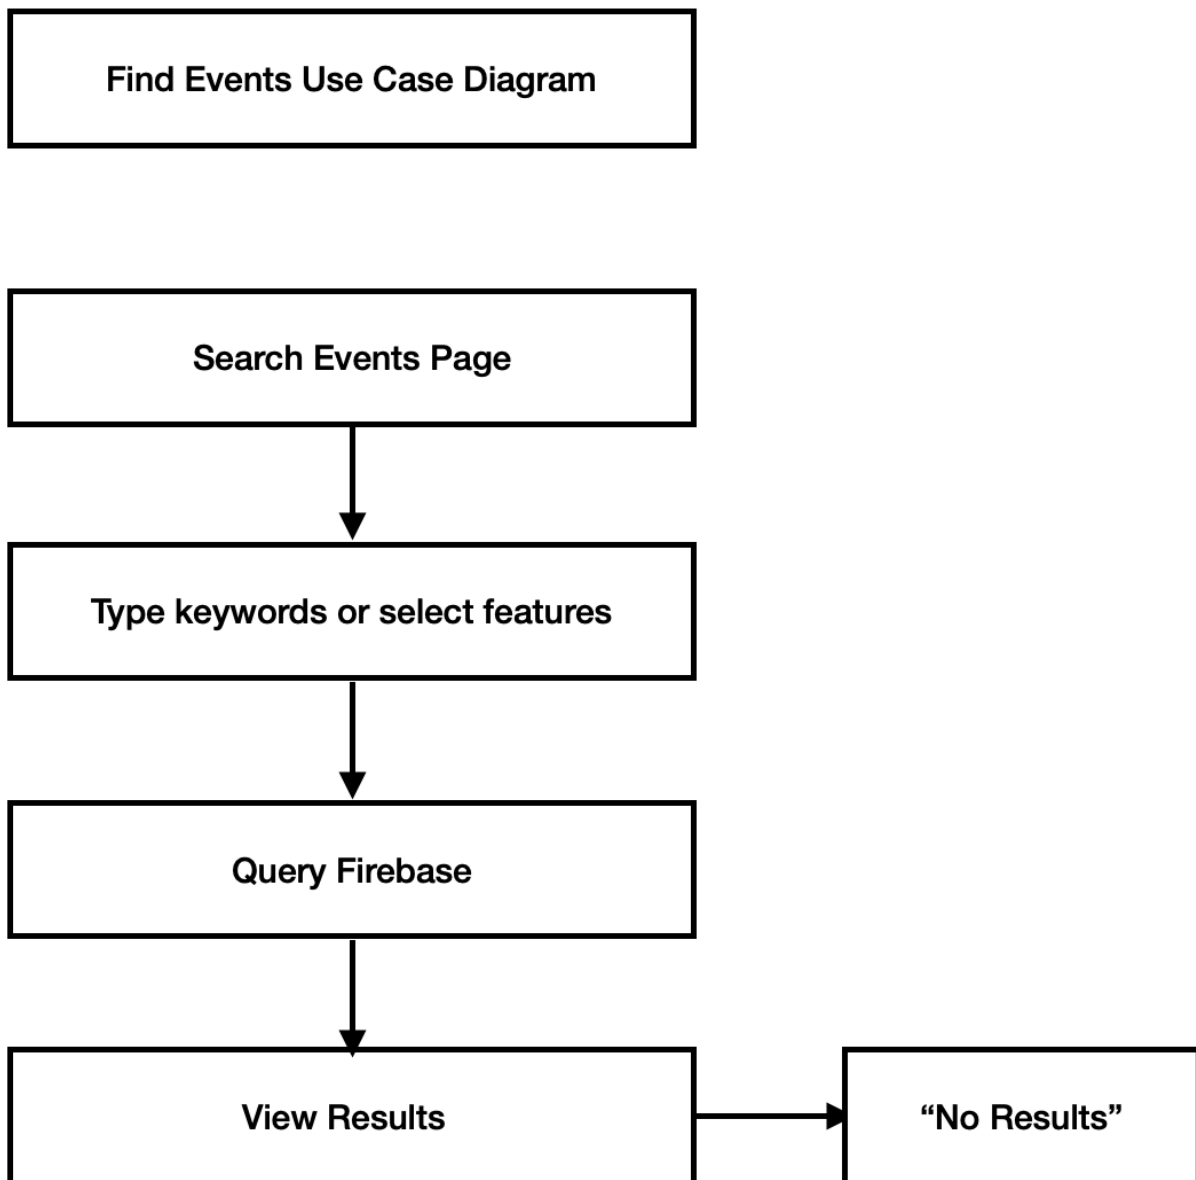 Find Events Use Case Diagram
Search Events Page
Type keywords or select features
Query Firebase
View Results
“No Results”